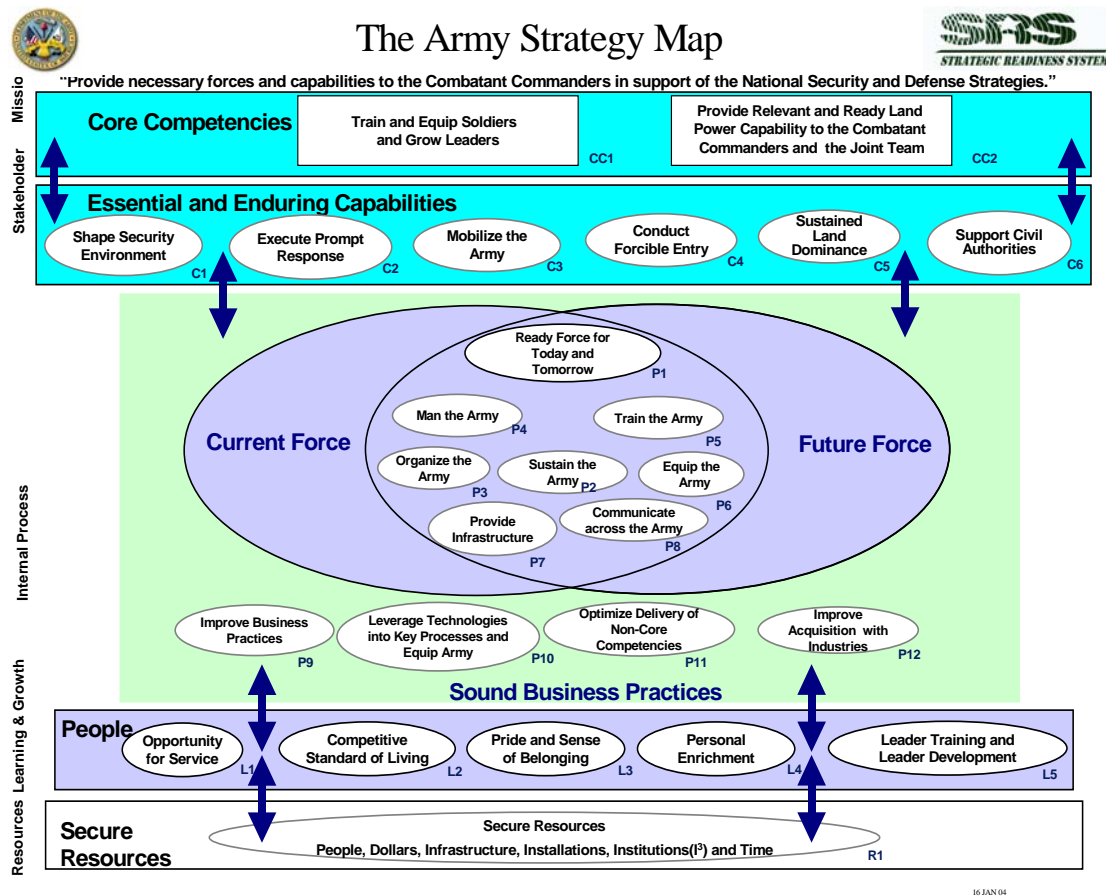 The Army Strategy Map
SRS
STRATEGIC READINESS SYSTEM
Missio
"Provide necessary forces and capabilities to the Combatant Commanders in support of the National Security and Defense Strategies."
Core Competencies
Train and Equip Soldiers
and Grow Leaders
CC1
Provide Relevant and Ready Land
Power Capability to the Combatant
Commanders and the Joint Team
CC2
Stakeholder
Essential and Enduring Capabilities
Shape Security
Environment
C1
Execute Prompt
Response
C2
Mobilize the
Army
C3
Conduct
Forcible Entry
C4
Sustained
Land
Dominance
C5
Support Civil
Authorities
C6
Internal Process
Current Force
Future Force
Ready Force for
Today and
Tomorrow
P1
Man the Army
P4
Train the Army
P5
Organize the
Army
P3
Sustain the
Army
P2
Equip the
Army
P6
Provide
Infrastructure
P7
Communicate
across the Army
P8
Improve Business
Practices
P9
Leverage Technologies
into Key Processes and
Equip Army
P10
Optimize Delivery of
Non-Core
Competencies
P11
Improve
Acquisition with
Industries
P12
Sound Business Practices
Learning & Growth
People
Opportunity
for Service
L1
Competitive
Standard of Living
L2
Pride and Sense
of Belonging
L3
Personal
Enrichment
L4
Leader Training and
Leader Development
L5
Resources
Secure
Resources
Secure Resources
People, Dollars, Infrastructure, Installations, Institutions(I³) and Time
R1
16 JAN 04